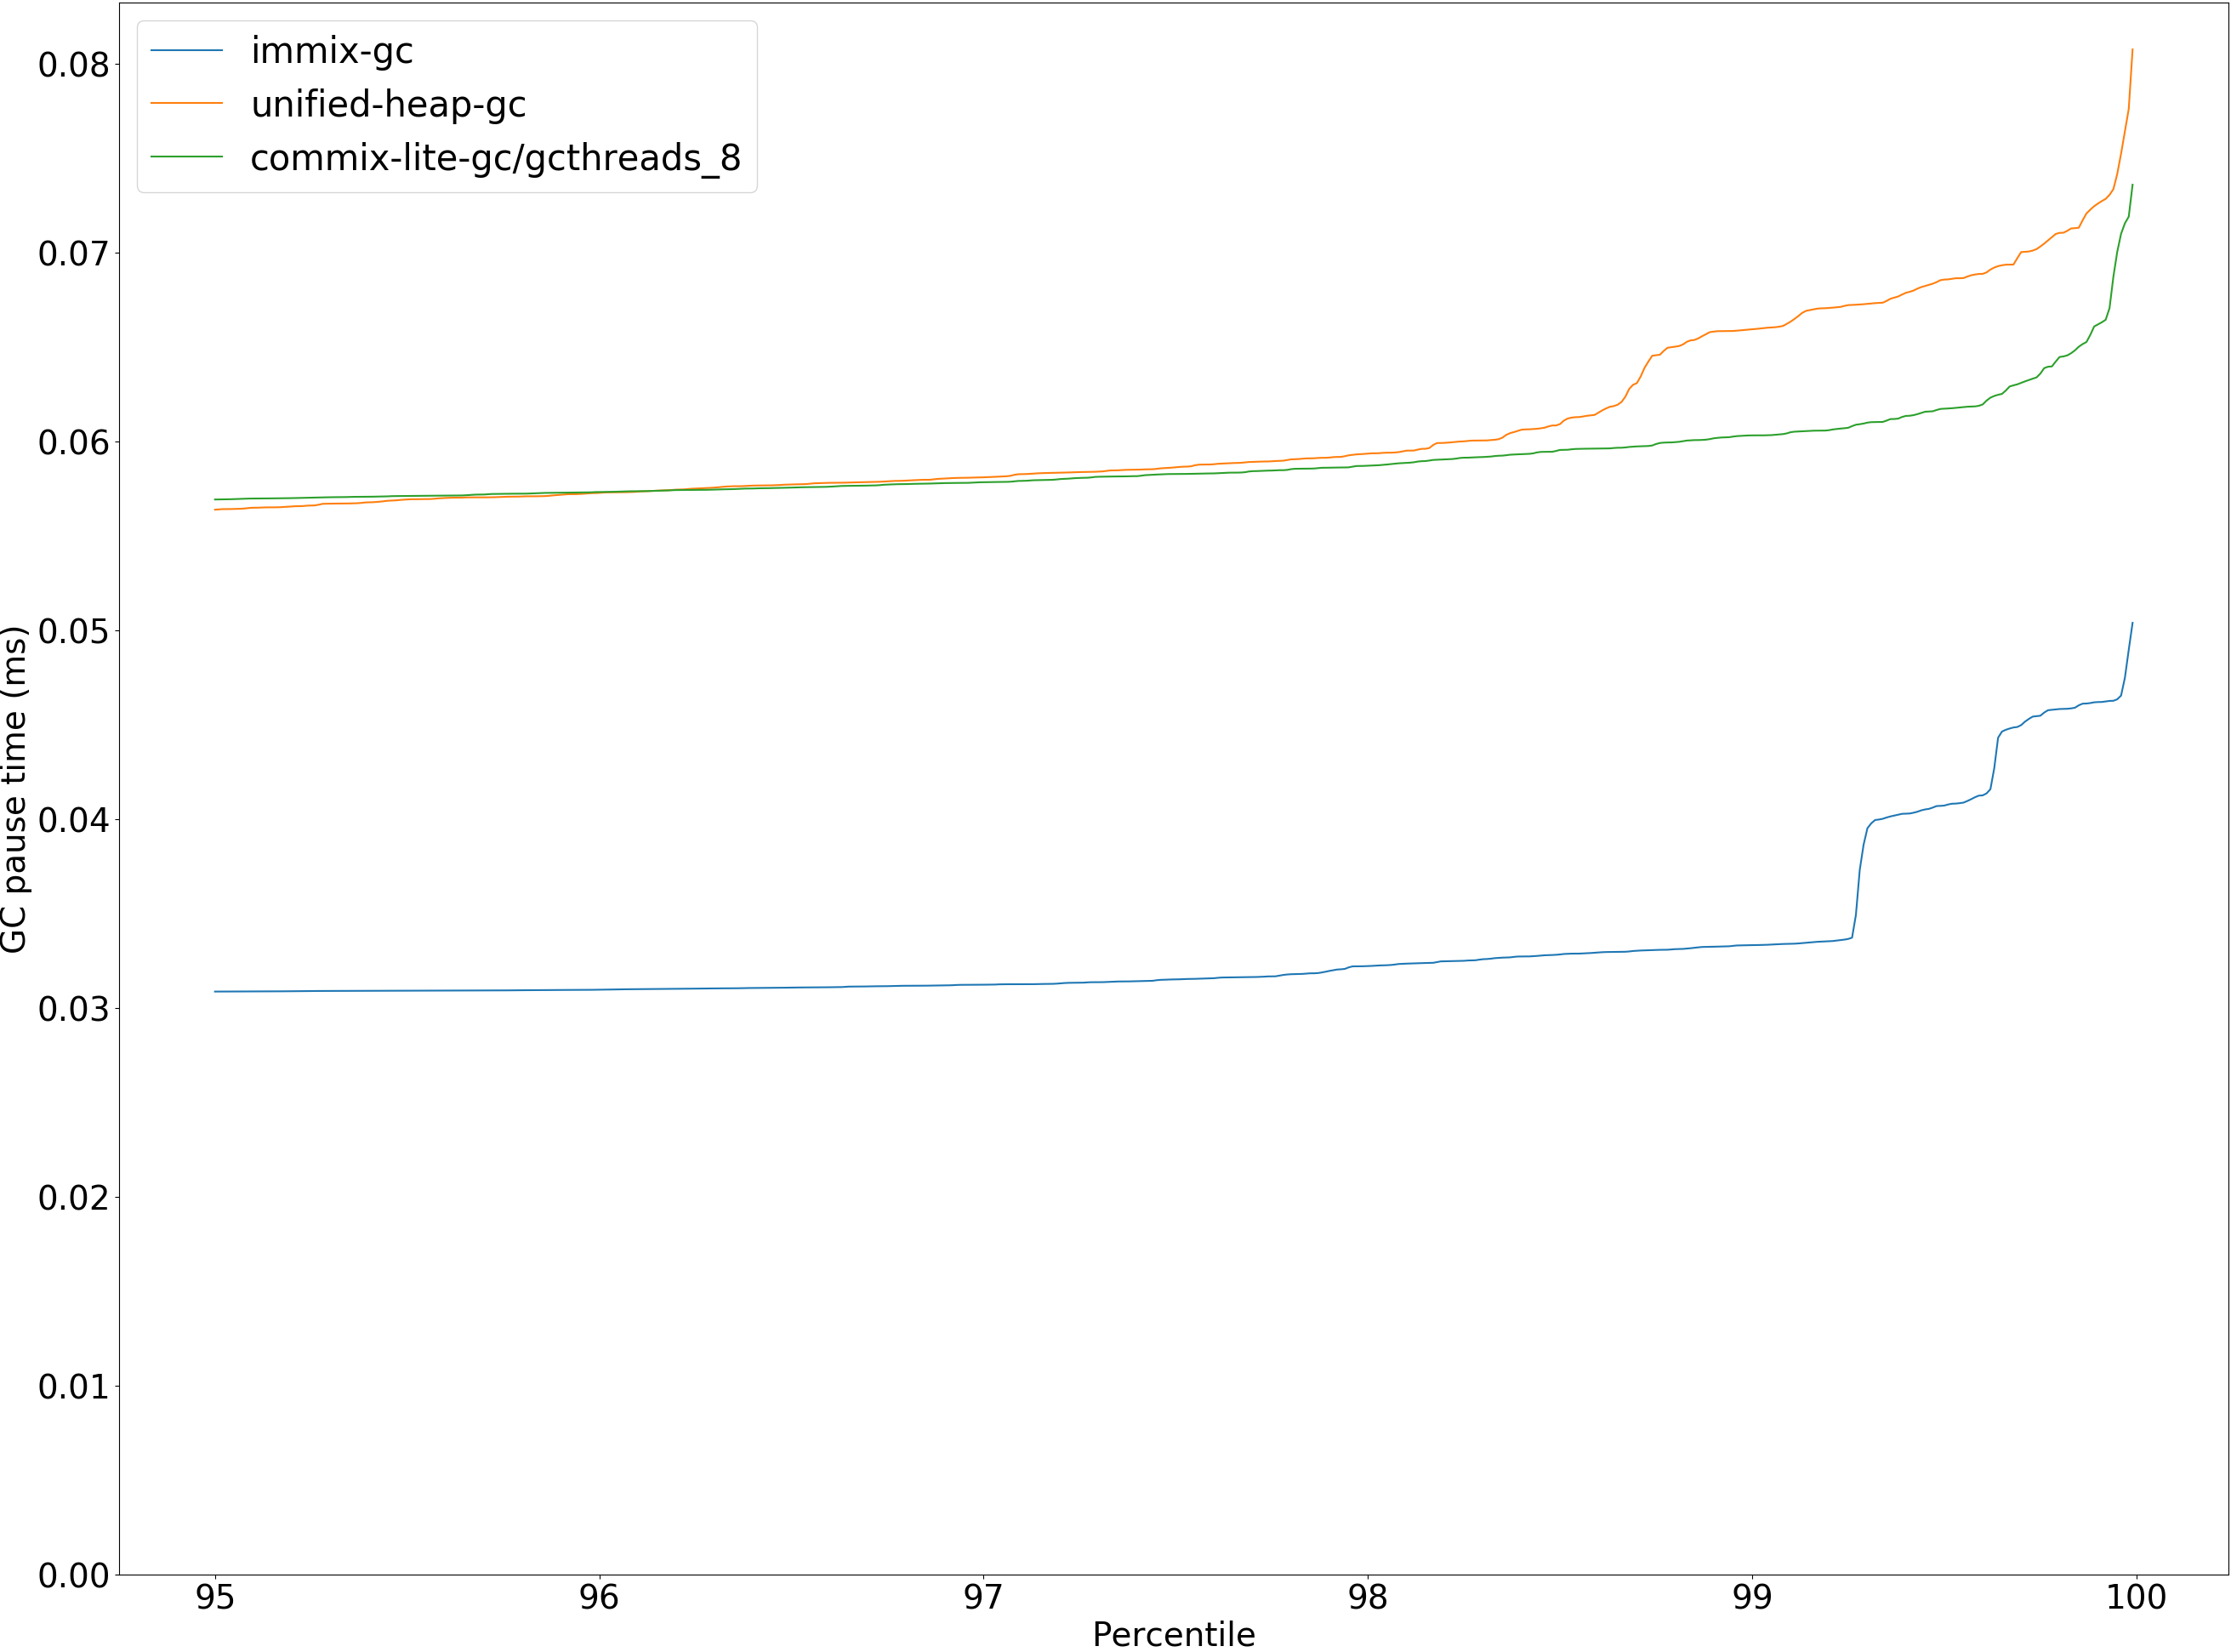 immix-gc
unified-heap-gc
commix-lite-gc/gcthreads_8
GC pause time (ms)
0.08
0.07
0.06
0.05
0.04
0.03
0.02
0.01
0.00
95 96 97 98 99 100
Percentile